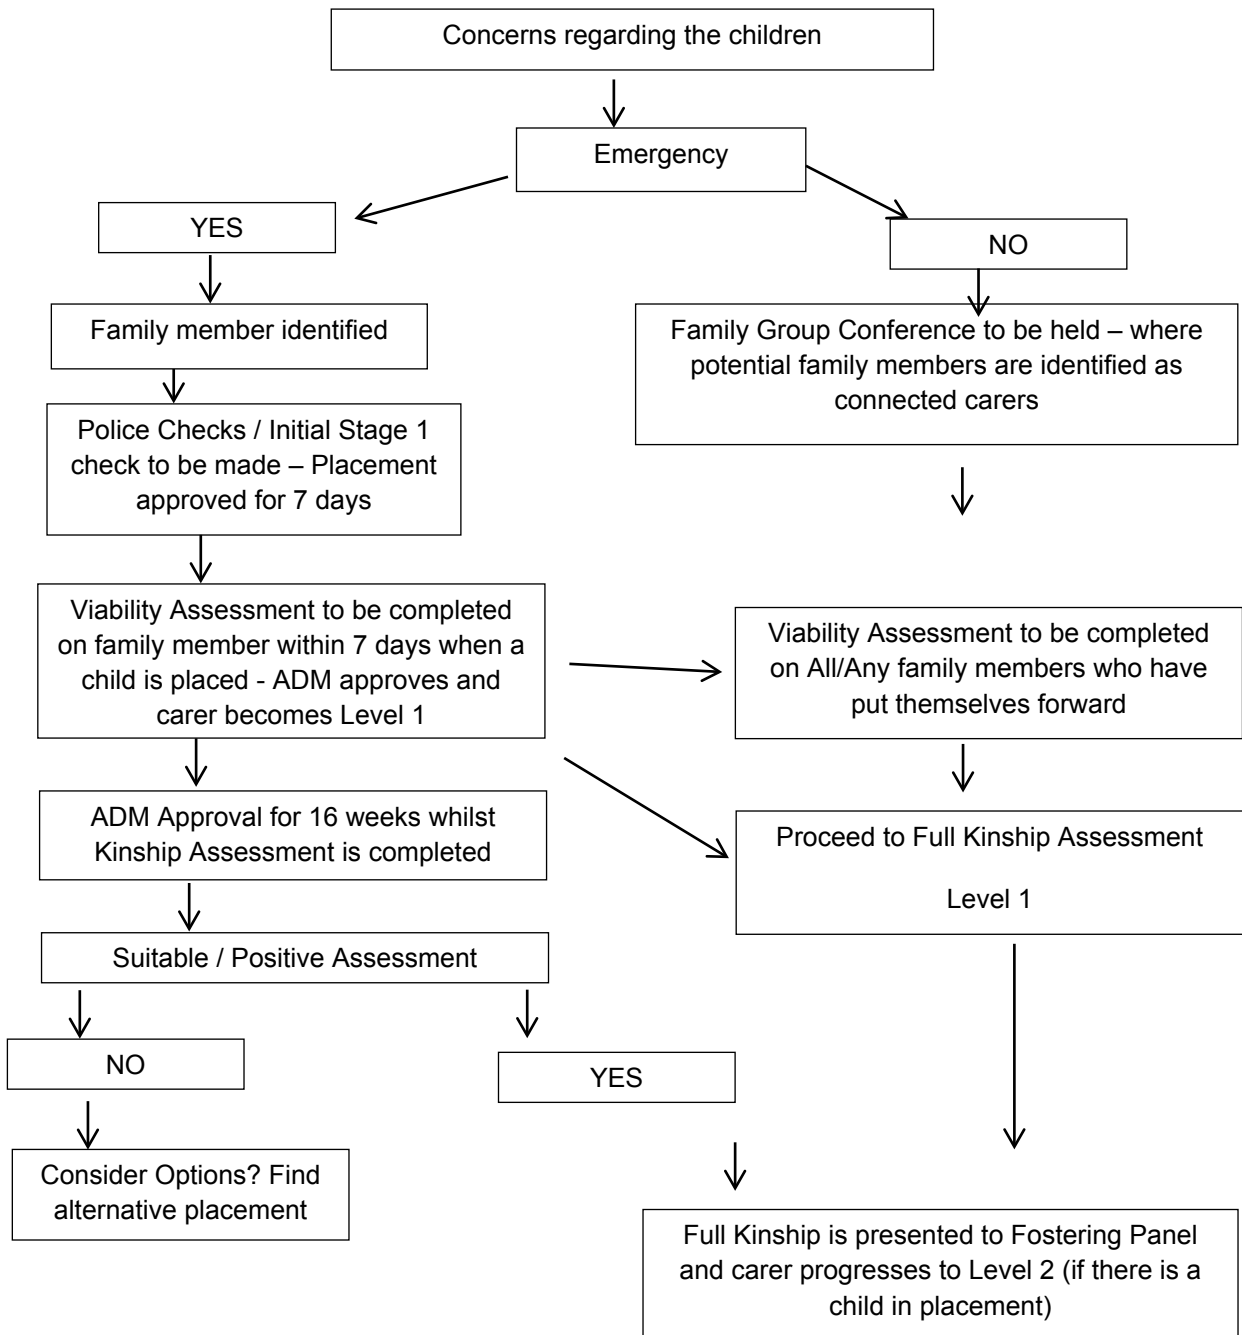 Concerns regarding the children
Emergency
YES
NO
Family member identified
Family Group Conference to be held – where
potential family members are identified as
connected carers
Police Checks / Initial Stage 1
check to be made – Placement
approved for 7 days
Viability Assessment to be completed
on family member within 7 days when a
child is placed - ADM approves and
carer becomes Level 1
Viability Assessment to be completed
on All/Any family members who have
put themselves forward
ADM Approval for 16 weeks whilst
Kinship Assessment is completed
Proceed to Full Kinship Assessment
Level 1
Suitable / Positive Assessment
NO
YES
Consider Options? Find
alternative placement
Full Kinship is presented to Fostering Panel
and carer progresses to Level 2 (if there is a
child in placement)